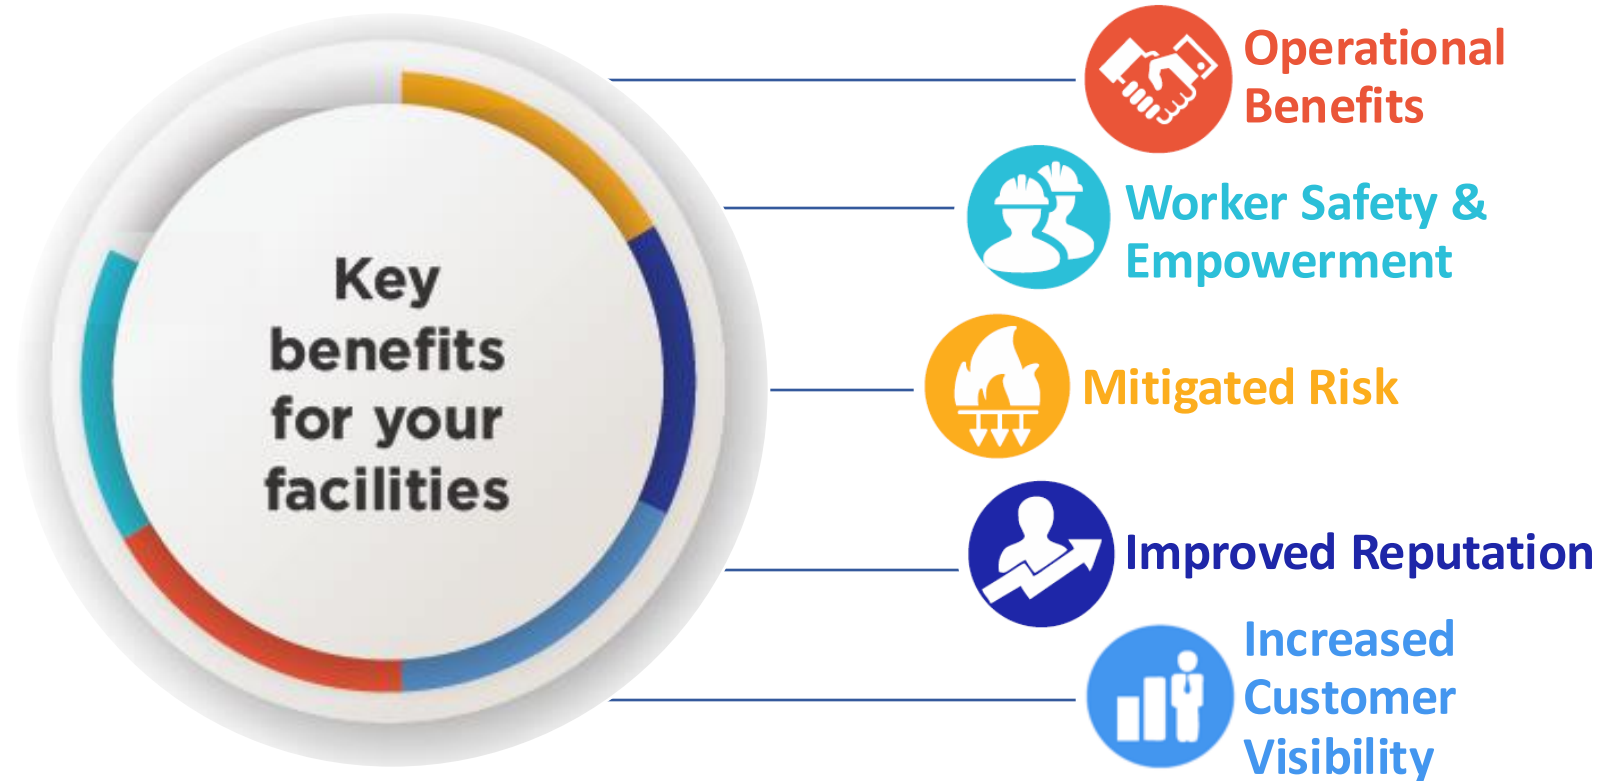 Key
benefits
for your
facilities
Operational
Benefits
Worker Safety &
Empowerment
Mitigated Risk
Improved Reputation
Increased
Customer
Visibility